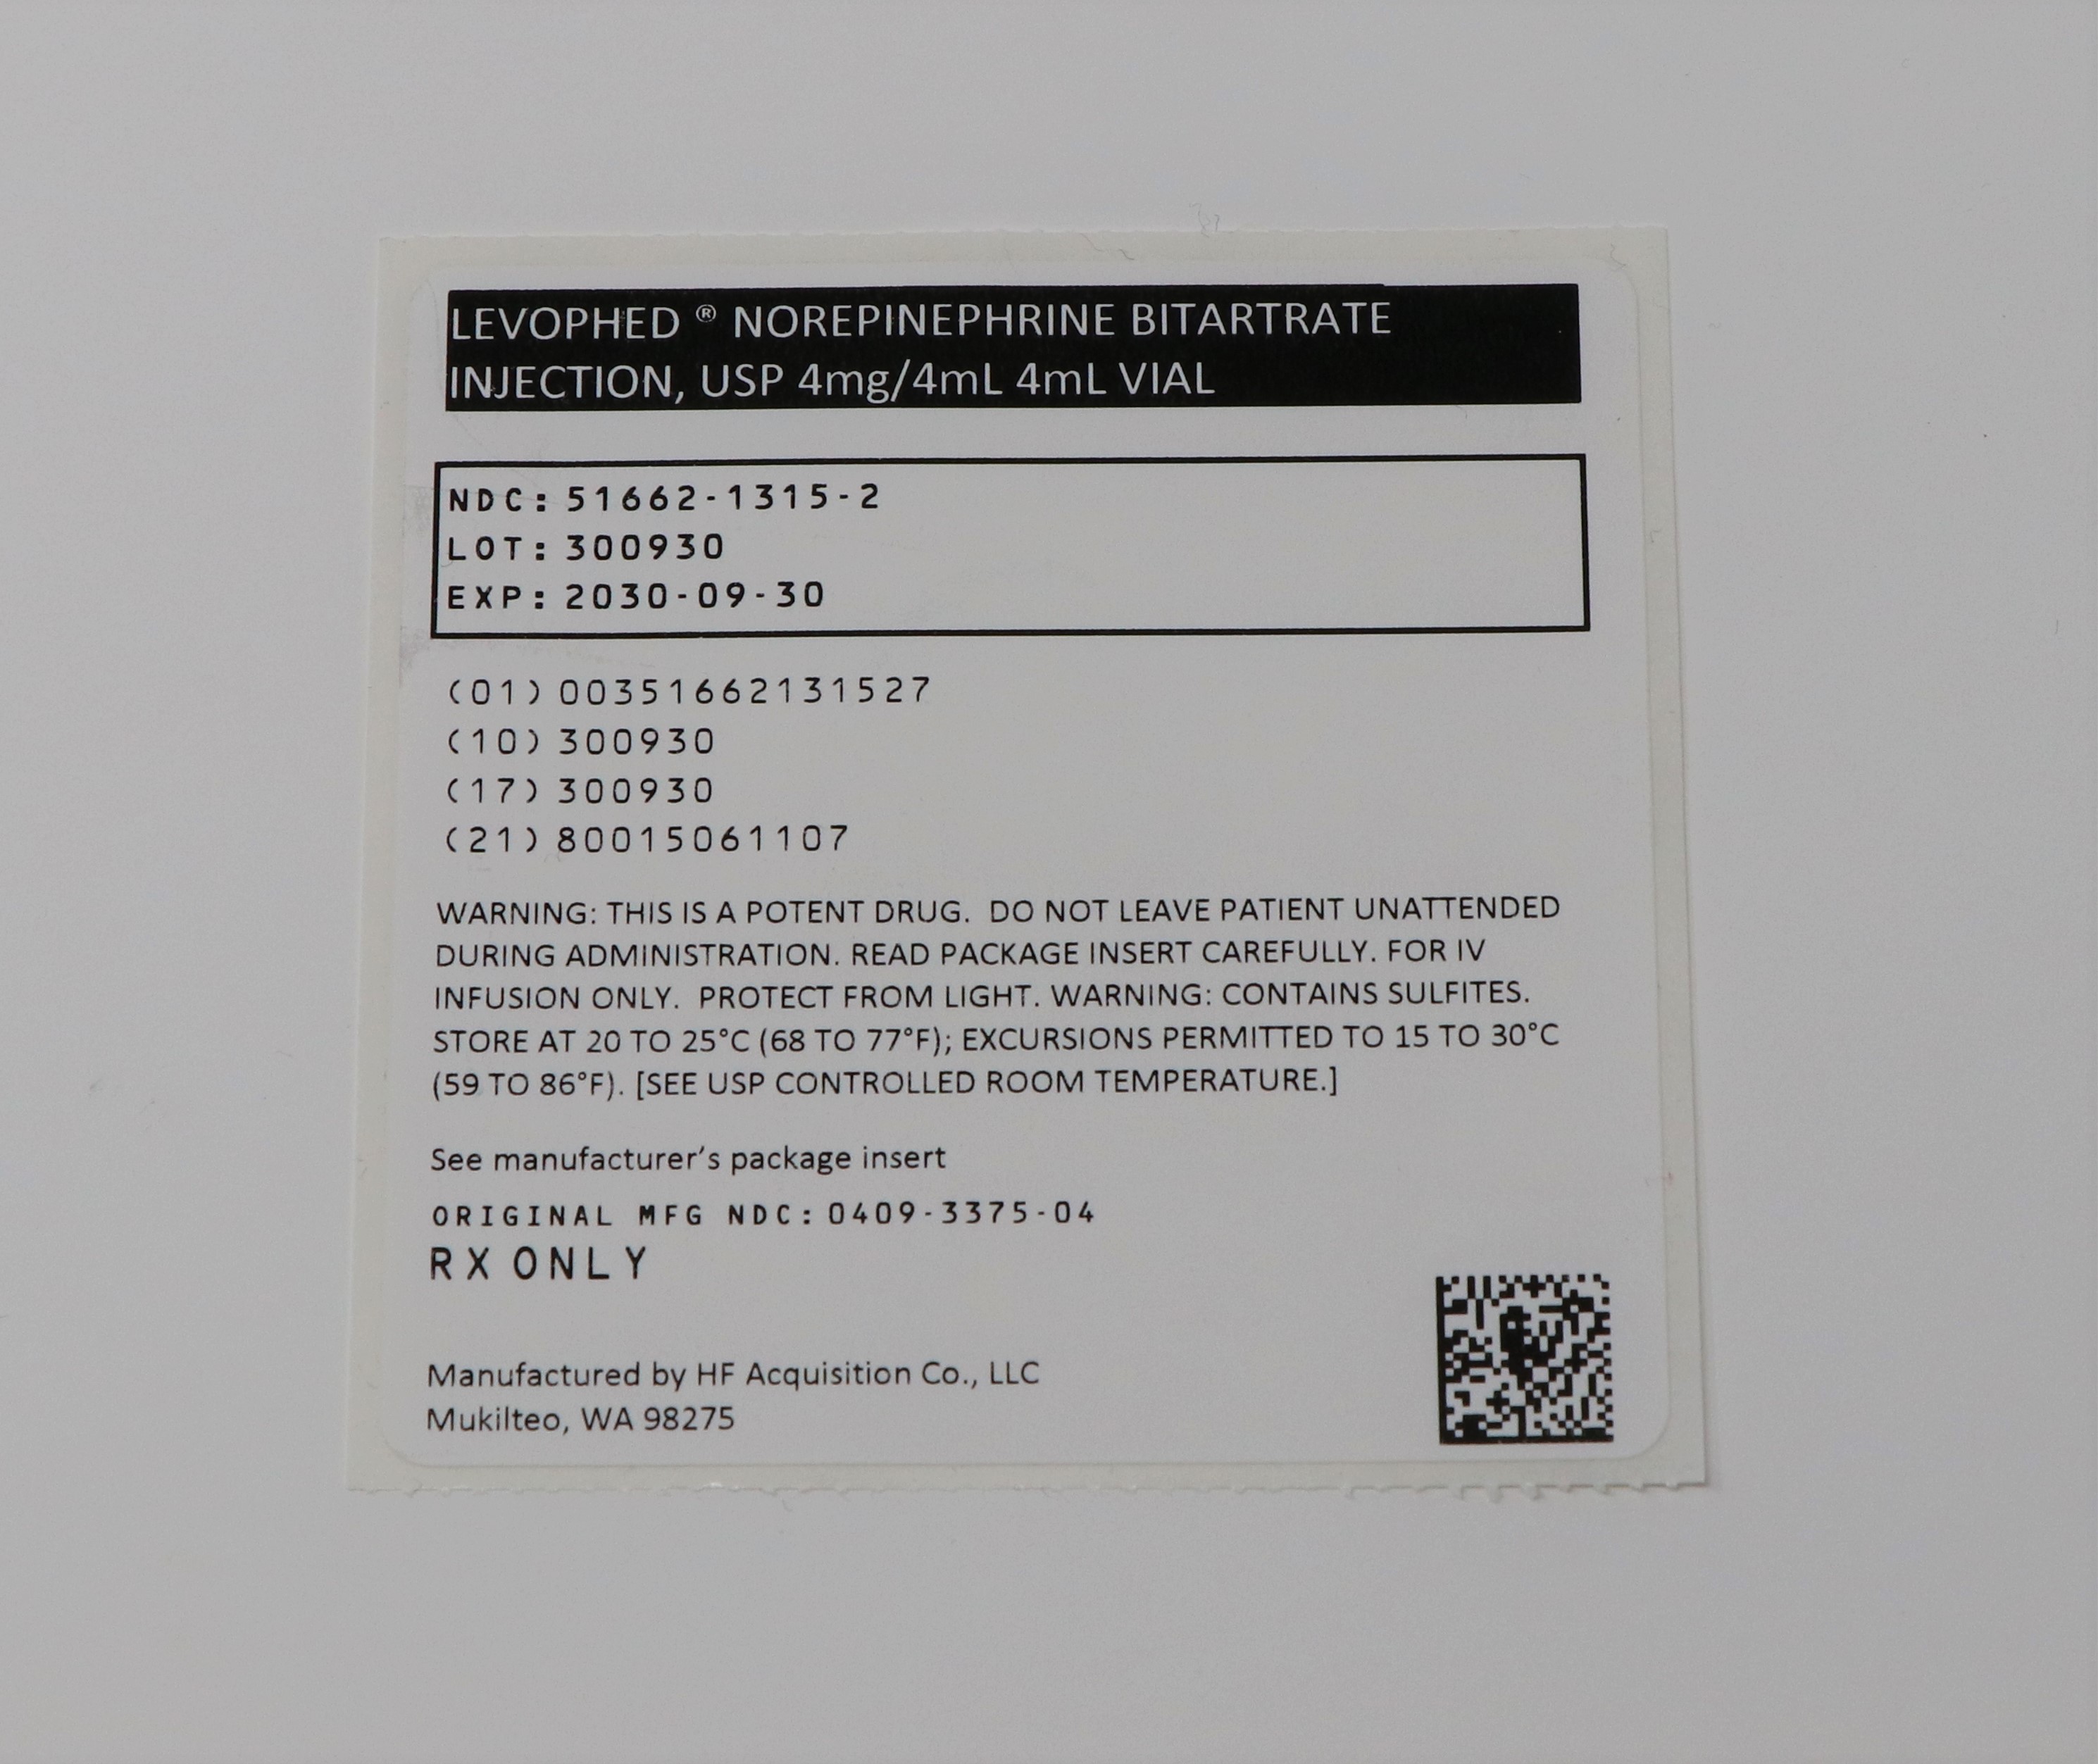 LEVOPHED ® NOREPINEPHRINE BITARTRATE
INJECTION, USP 4mg/4mL 4mL VIAL
NDC: 51662-1315-2
LOT: 300930
EXP: 2030-09-30
(01) 00351662131527
(10) 300930
(17) 300930
(21) 80015061107
WARNING: THIS IS A POTENT DRUG. DO NOT LEAVE PATIENT UNATTENDED
DURING ADMINISTRATION. READ PACKAGE INSERT CAREFULLY. FOR IV
INFUSION ONLY. PROTECT FROM LIGHT. WARNING: CONTAINS SULFITES.
STORE AT 20 TO 25°C (68 TO 77°F); EXCURSIONS PERMITTED TO 15 TO 30°C
(59 TO 86°F). [SEE USP CONTROLLED ROOM TEMPERATURE.]
See manufacturer's package insert
ORIGINAL MFG NDC: 0409-3375-04
RX ONLY
Manufactured by HF Acquisition Co., LLC
Mukilteo, WA 98275